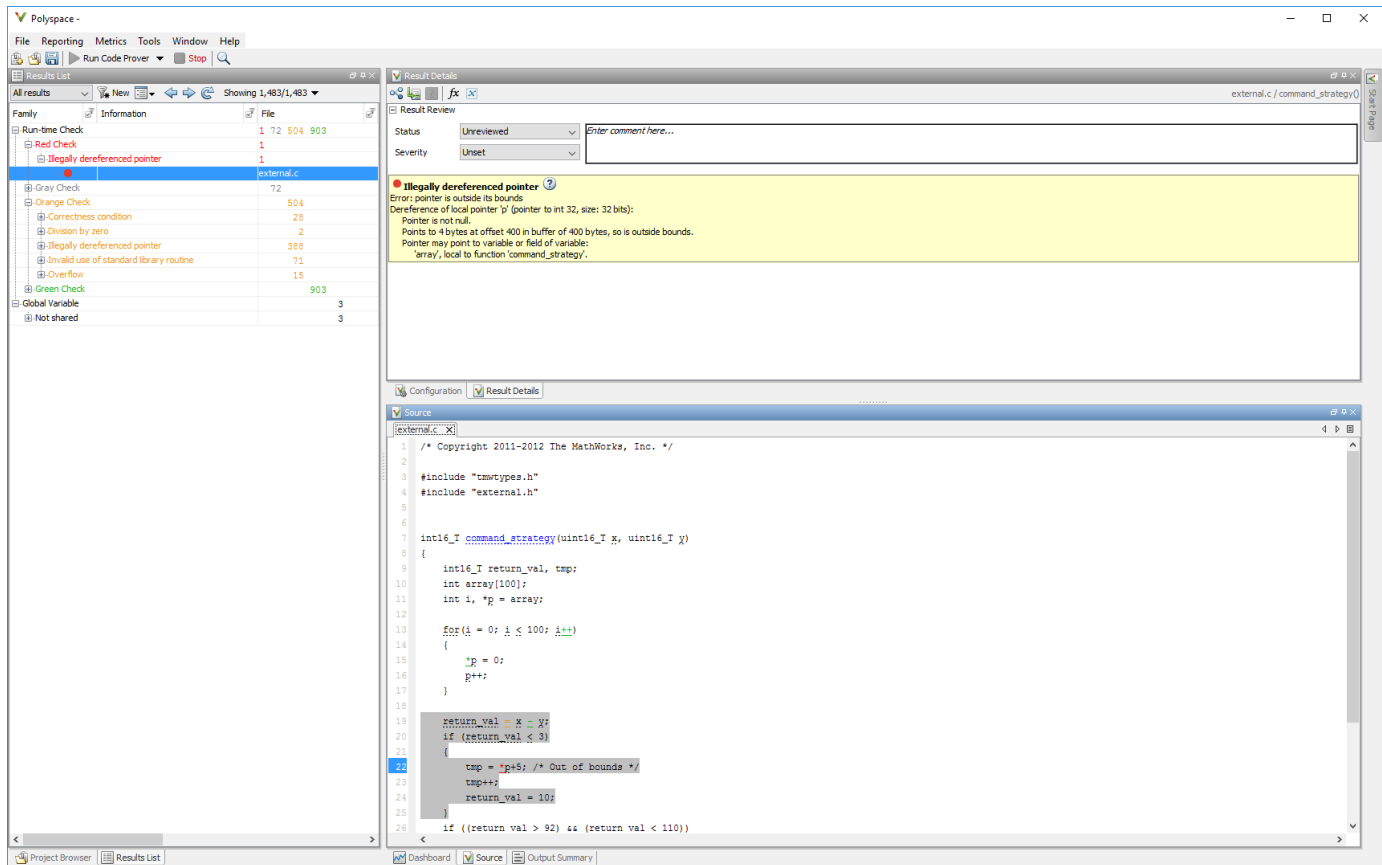 Polyspace -
File Reporting Metrics Tools Window Help
Run Code Prover Stop
Results List
All results New Showing 1,483/1,483
Family Information File
Run-time Check 1 72 504 903
Red Check 1
Illegally dereferenced pointer 1
external.c
Gray Check 72
Orange Check 504
Correctness condition 28
Division by zero 2
Illegally dereferenced pointer 388
Invalid use of standard library routine 71
Overflow 15
Green Check 903
Global Variable 3
Not shared 3
Project Browser Results List
Result Details
fx x external.c / command_strategy()
Result Review
Status Unreviewed Enter comment here...
Severity Unset
Illegally dereferenced pointer ?
Error: pointer is outside its bounds
Dereference of local pointer 'p' (pointer to int 32, size: 32 bits):
Pointer is not null.
Points to 4 bytes at offset 400 in buffer of 400 bytes, so is outside bounds.
Pointer may point to variable or field of variable:
'array', local to function 'command_strategy'.
Configuration Result Details
Start Page
Source
external.c X
1 /* Copyright 2011-2012 The MathWorks, Inc. */
2
3 #include "tmwtypes.h"
4 #include "external.h"
5
6
7 int16_T command_strategy(uint16_T x, uint16_T y)
8 {
9 int16_T return_val, tmp;
10 int array[100];
11 int i, *p = array;
12
13 for(i = 0; i < 100; i++)
14 {
15 *p = 0;
16 p++;
17 }
18
19 return_val = x - y;
20 if (return_val < 3)
21 {
22 tmp = *p+5; /* Out of bounds */
23 tmp++;
24 return_val = 10;
25 }
26 if ((return_val > 92) && (return_val < 110))
Dashboard Source Output Summary